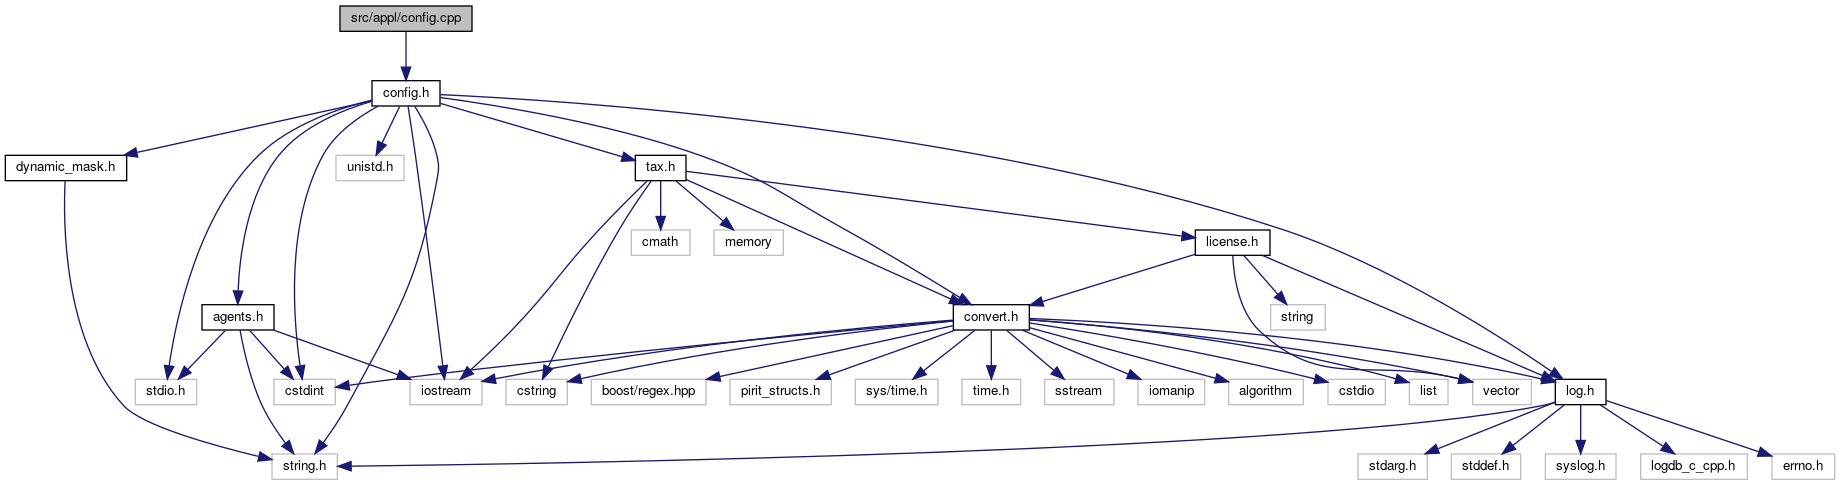 src/appl/config.cpp
config.h
dynamic_mask.h
unistd.h
tax.h
cmath
memory
license.h
agents.h
convert.h
string
stdio.h
cstdint
iostream
cstring
boost/regex.hpp
pirit_structs.h
sys/time.h
time.h
sstream
iomanip
algorithm
cstdio
list
vector
log.h
string.h
stdarg.h
stddef.h
syslog.h
logdb_c_cpp.h
errno.h